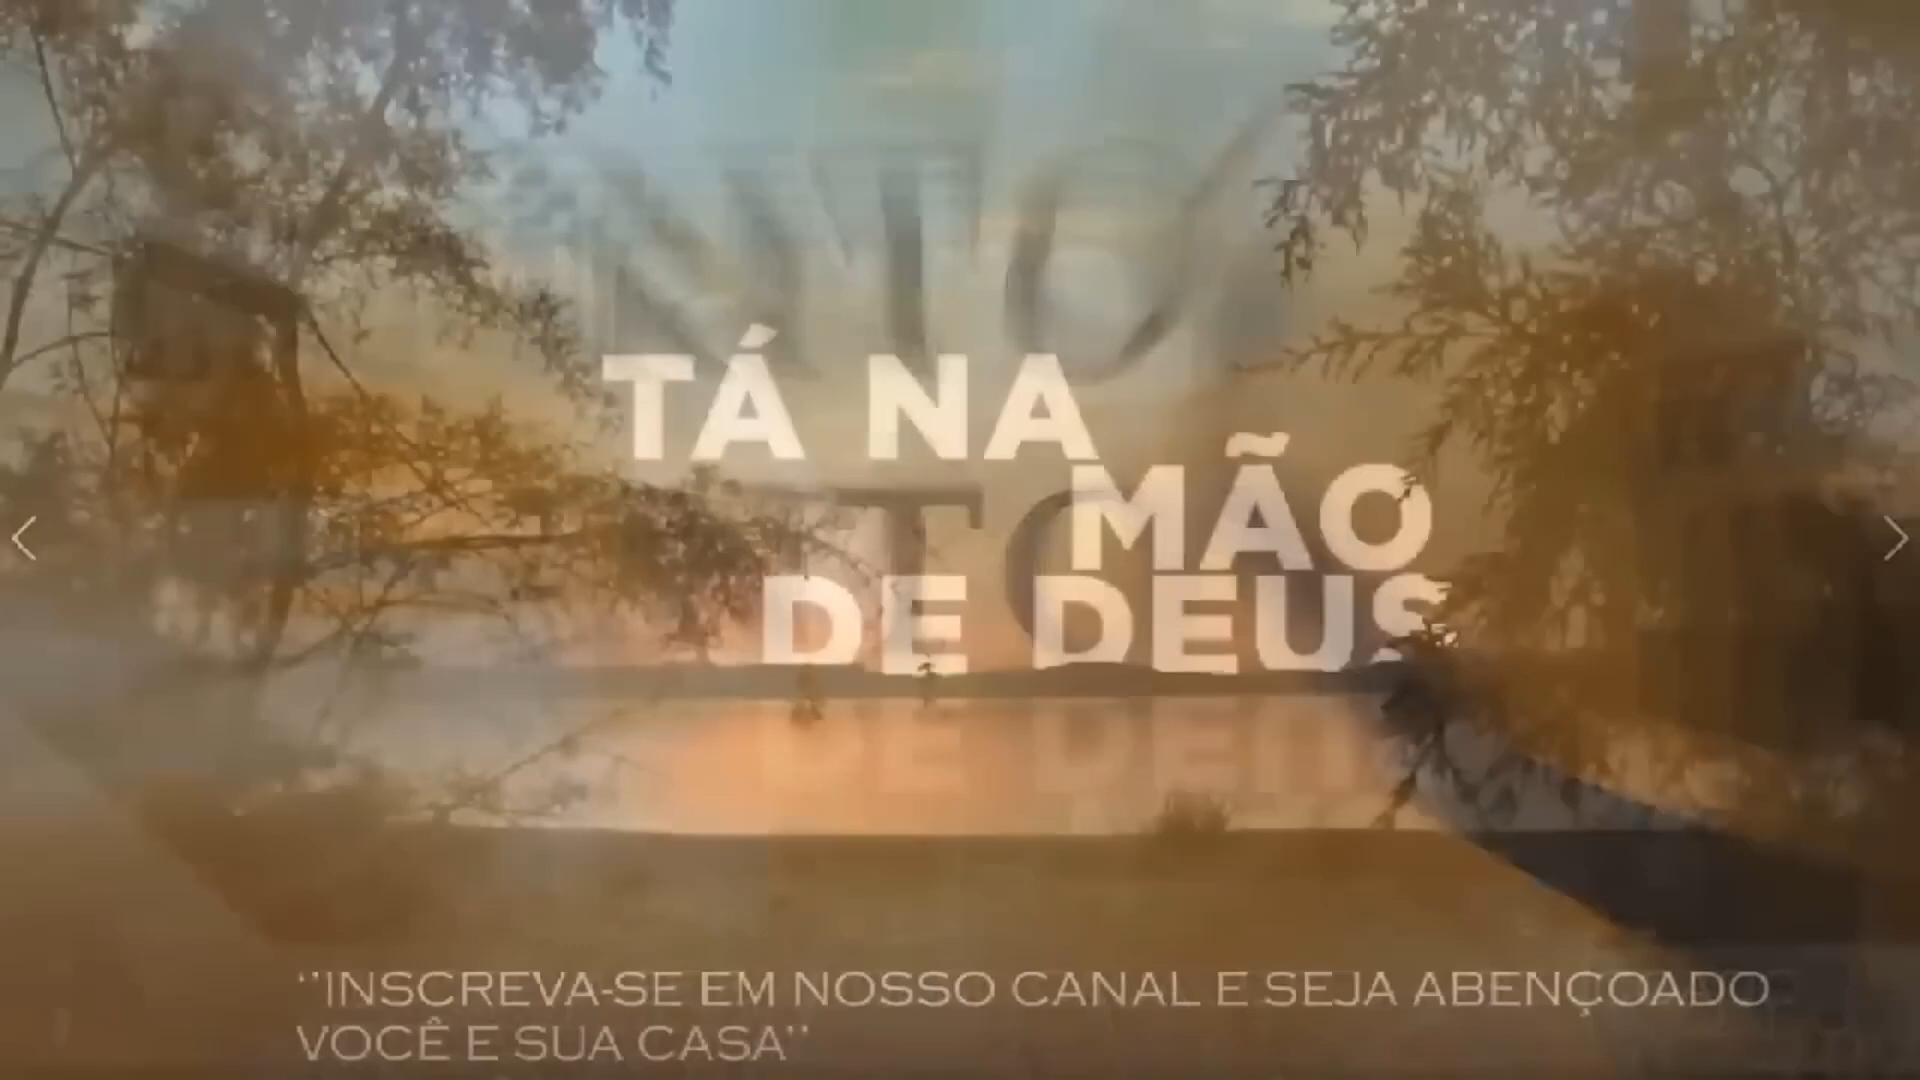 TÁ NA
MÃO
DE DEUS
‘’INSCREVA-SE EM NOSSO CANAL E SEJA ABENÇOADO
VOCÊ E SUA CASA’’